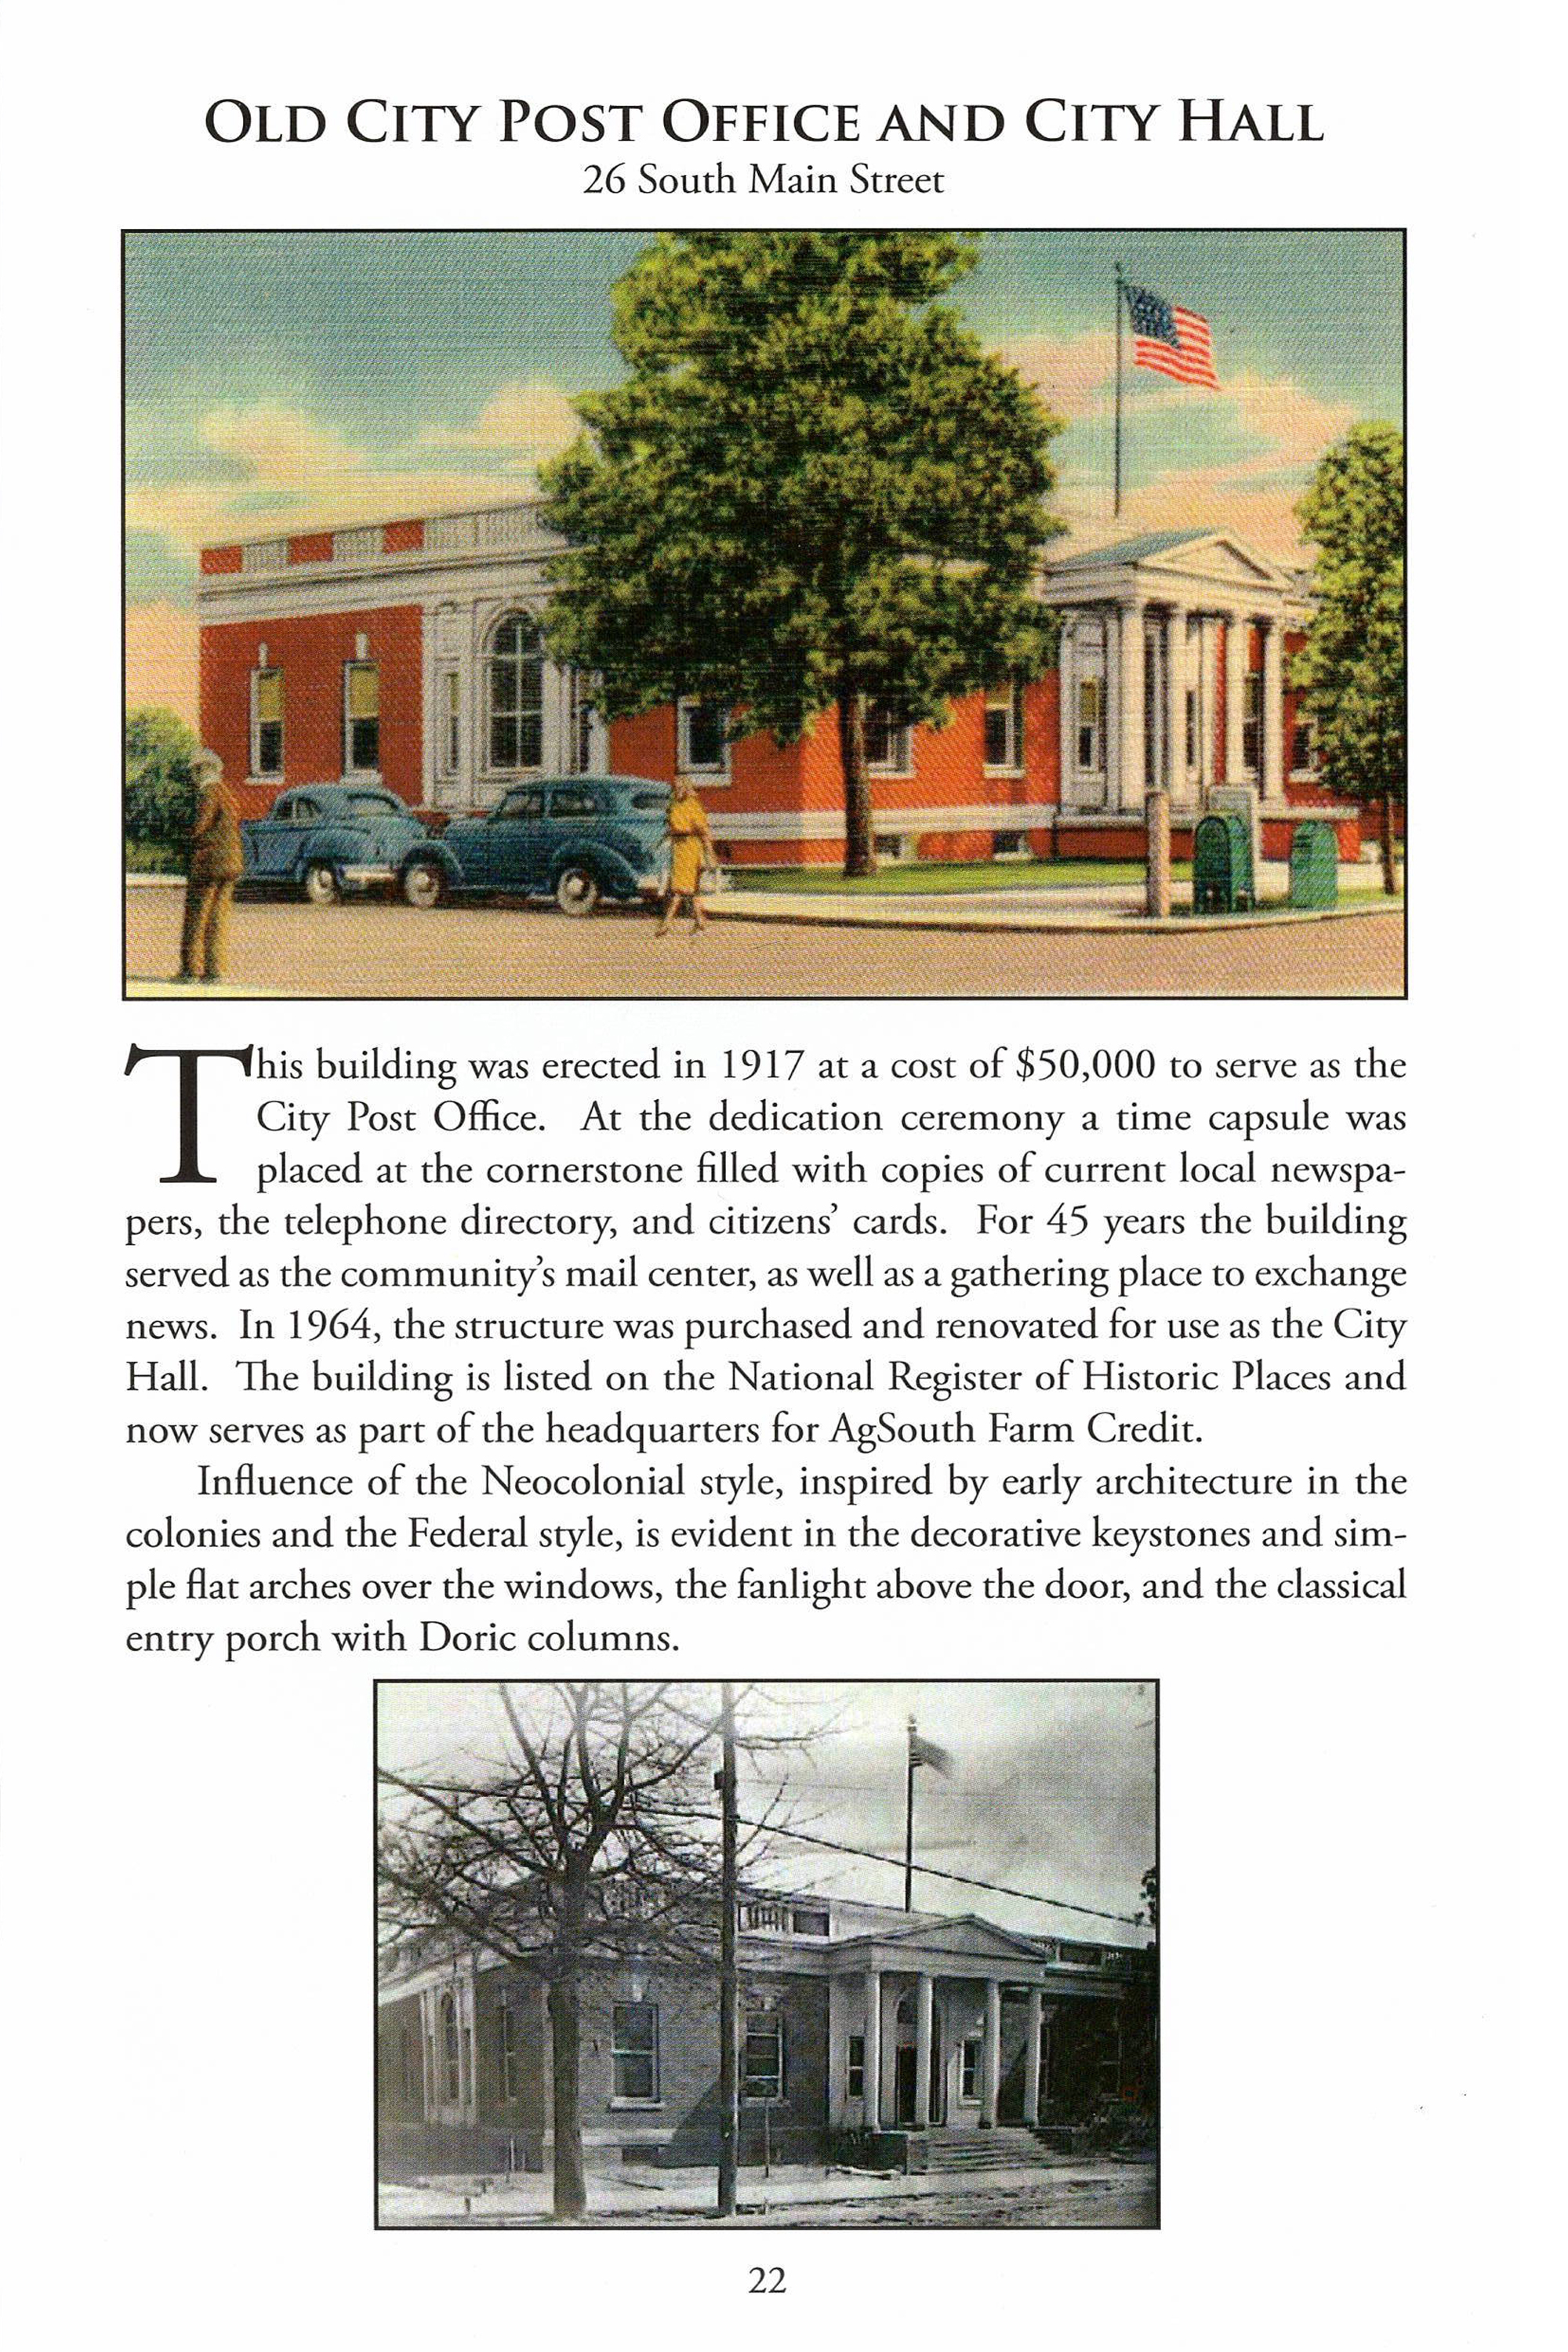 Old City Post Office and City Hall
26 South Main Street
This building was erected in 1917 at a cost of $50,000 to serve as the
City Post Office. At the dedication ceremony a time capsule was
placed at the cornerstone filled with copies of current local newspa-
pers, the telephone directory, and citizens’ cards. For 45 years the building
served as the community’s mail center, as well as a gathering place to exchange
news. In 1964, the structure was purchased and renovated for use as the City
Hall. The building is listed on the National Register of Historic Places and
now serves as part of the headquarters for AgSouth Farm Credit.
Influence of the Neocolonial style, inspired by early architecture in the
colonies and the Federal style, is evident in the decorative keystones and sim-
ple flat arches over the windows, the fanlight above the door, and the classical
entry porch with Doric columns.
22